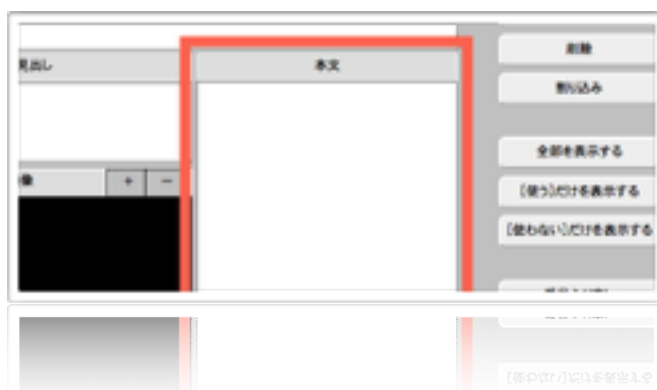 見出し
本文
削除
割り込み
全部を表示する
[使う]だけを表示する
[使わない]だけを表示する
像
+
−